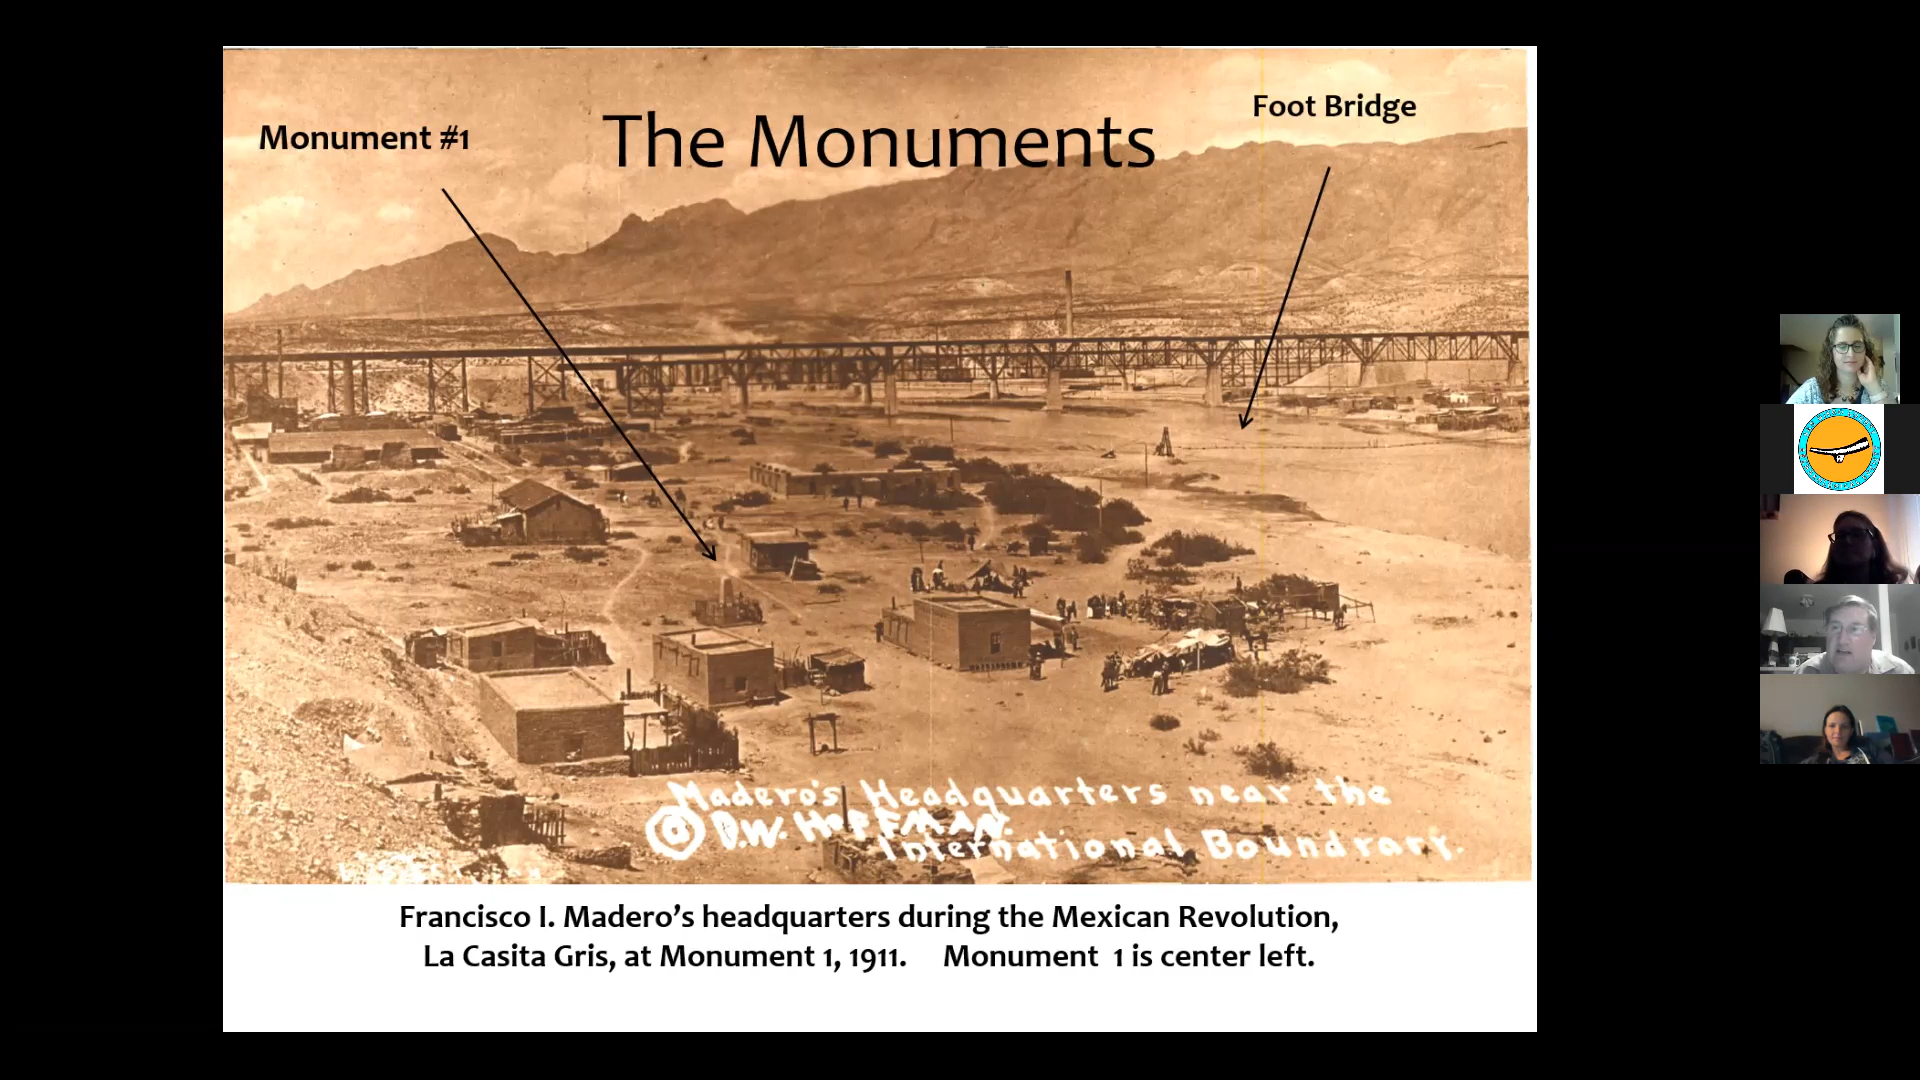 Monument #1
The Monuments
Foot Bridge
Madero's Headquarters near the
© D.W. Hoffman.
International Boundrary.
Francisco I. Madero's headquarters during the Mexican Revolution,
La Casita Gris, at Monument 1, 1911. Monument 1 is center left.